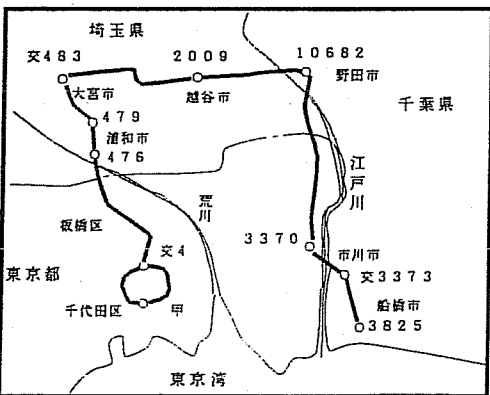 埼玉県
交483
2009
10682
大宮市
越谷市
野田市
千葉県
479
浦和市
476
江戸川
荒川
板橋区
3370
市川市
交4
交3373
東京都
千代田区
甲
船橋市
3825
東京湾